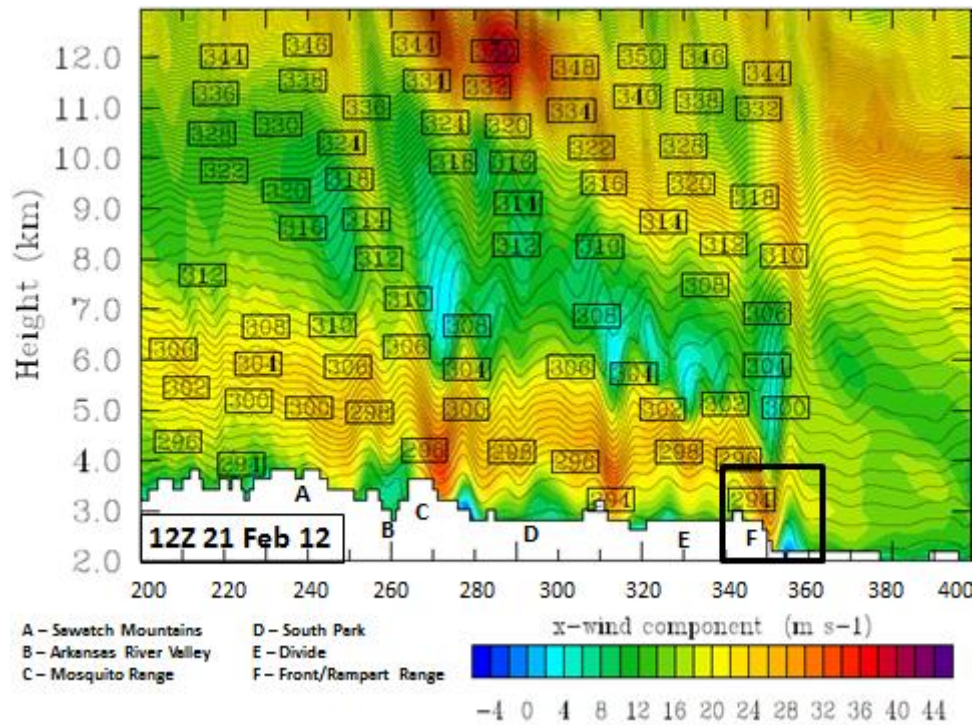 12.0 344 346 344 350 348 350 346 344
11.0 336 338 336 334 332 334 340 338 332
328 330 324 320
10.0 322 324 318 316 322 328
9.0 320 318 314 316 320 318
316 314 312 310 314 312
8.0 312 312 310
7.0 310 308 308 306
308 310 308
6.0 306 304 306 306 304 306 304 304
5.0 302 300 300 298 300 302 302 300
4.0 296 294 298 298 296 298 296
3.0 294 294
A B C D E F
2.0
Height (km)
12Z 21 Feb 12
200 220 240 260 280 300 320 340 360 380 400
A – Sawatch Mountains
B – Arkansas River Valley
C – Mosquito Range
D – South Park
E – Divide
F – Front/Rampart Range
x-wind component (m s-1)
-4 0 4 8 12 16 20 24 28 32 36 40 44